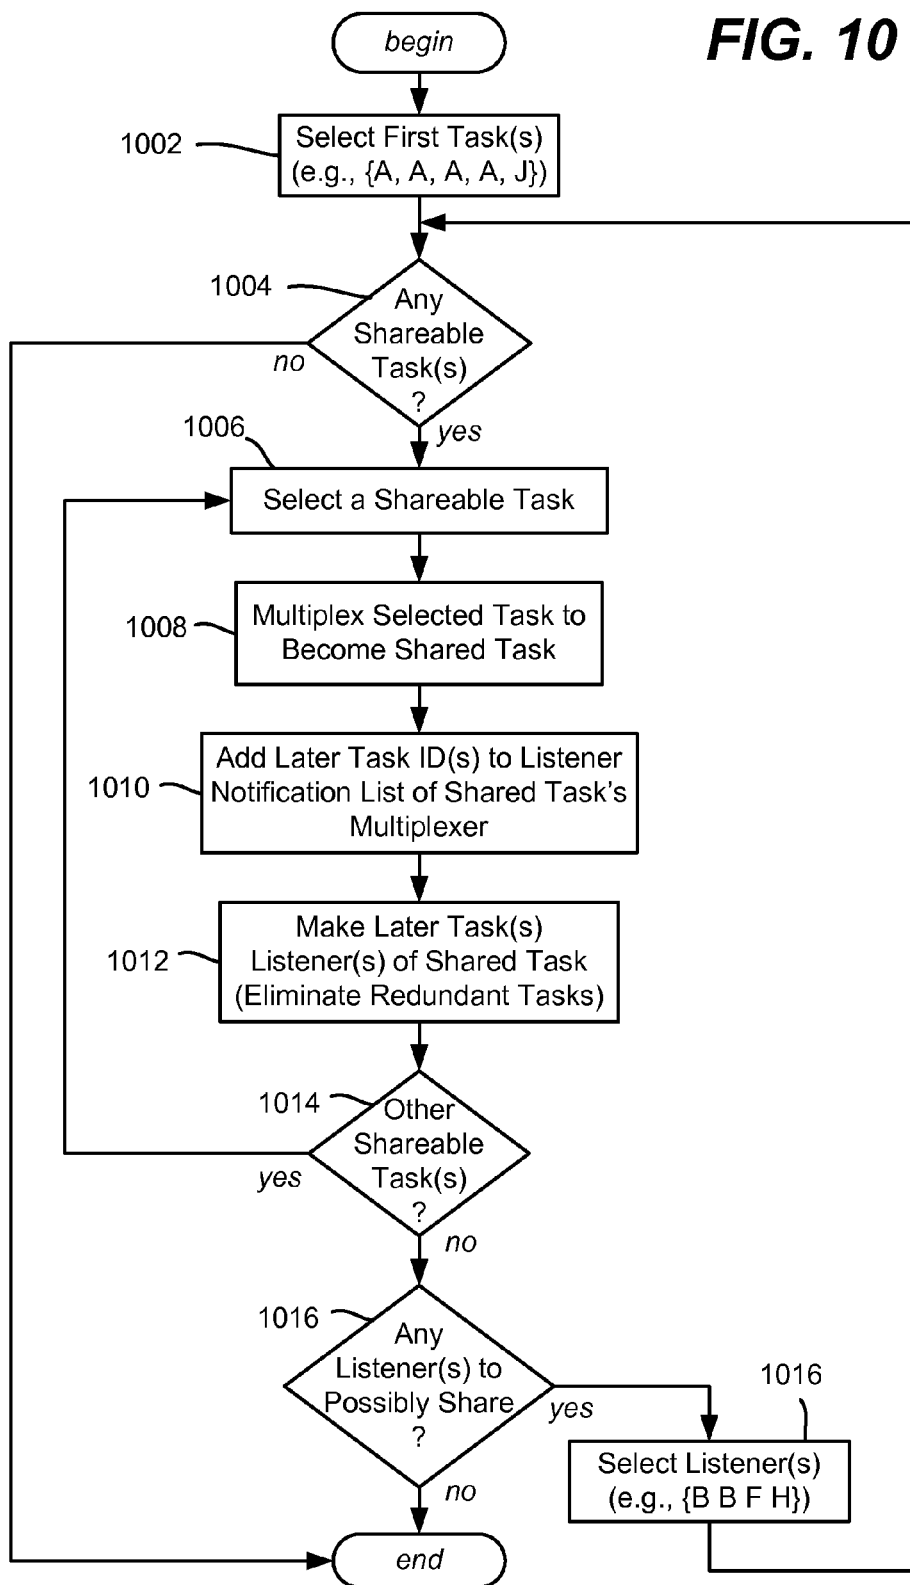 begin
FIG. 10
1002
Select First Task(s)
(e.g., {A, A, A, A, J})
1004
Any
Shareable
Task(s)
?
no
yes
1006
Select a Shareable Task
1008
Multiplex Selected Task to
Become Shared Task
1010
Add Later Task ID(s) to Listener
Notification List of Shared Task's
Multiplexer
1012
Make Later Task(s)
Listener(s) of Shared Task
(Eliminate Redundant Tasks)
1014
Other
Shareable
Task(s)
?
yes
no
1016
Any
Listener(s) to
Possibly Share
?
yes
no
1016
Select Listener(s)
(e.g., {B B F H})
end